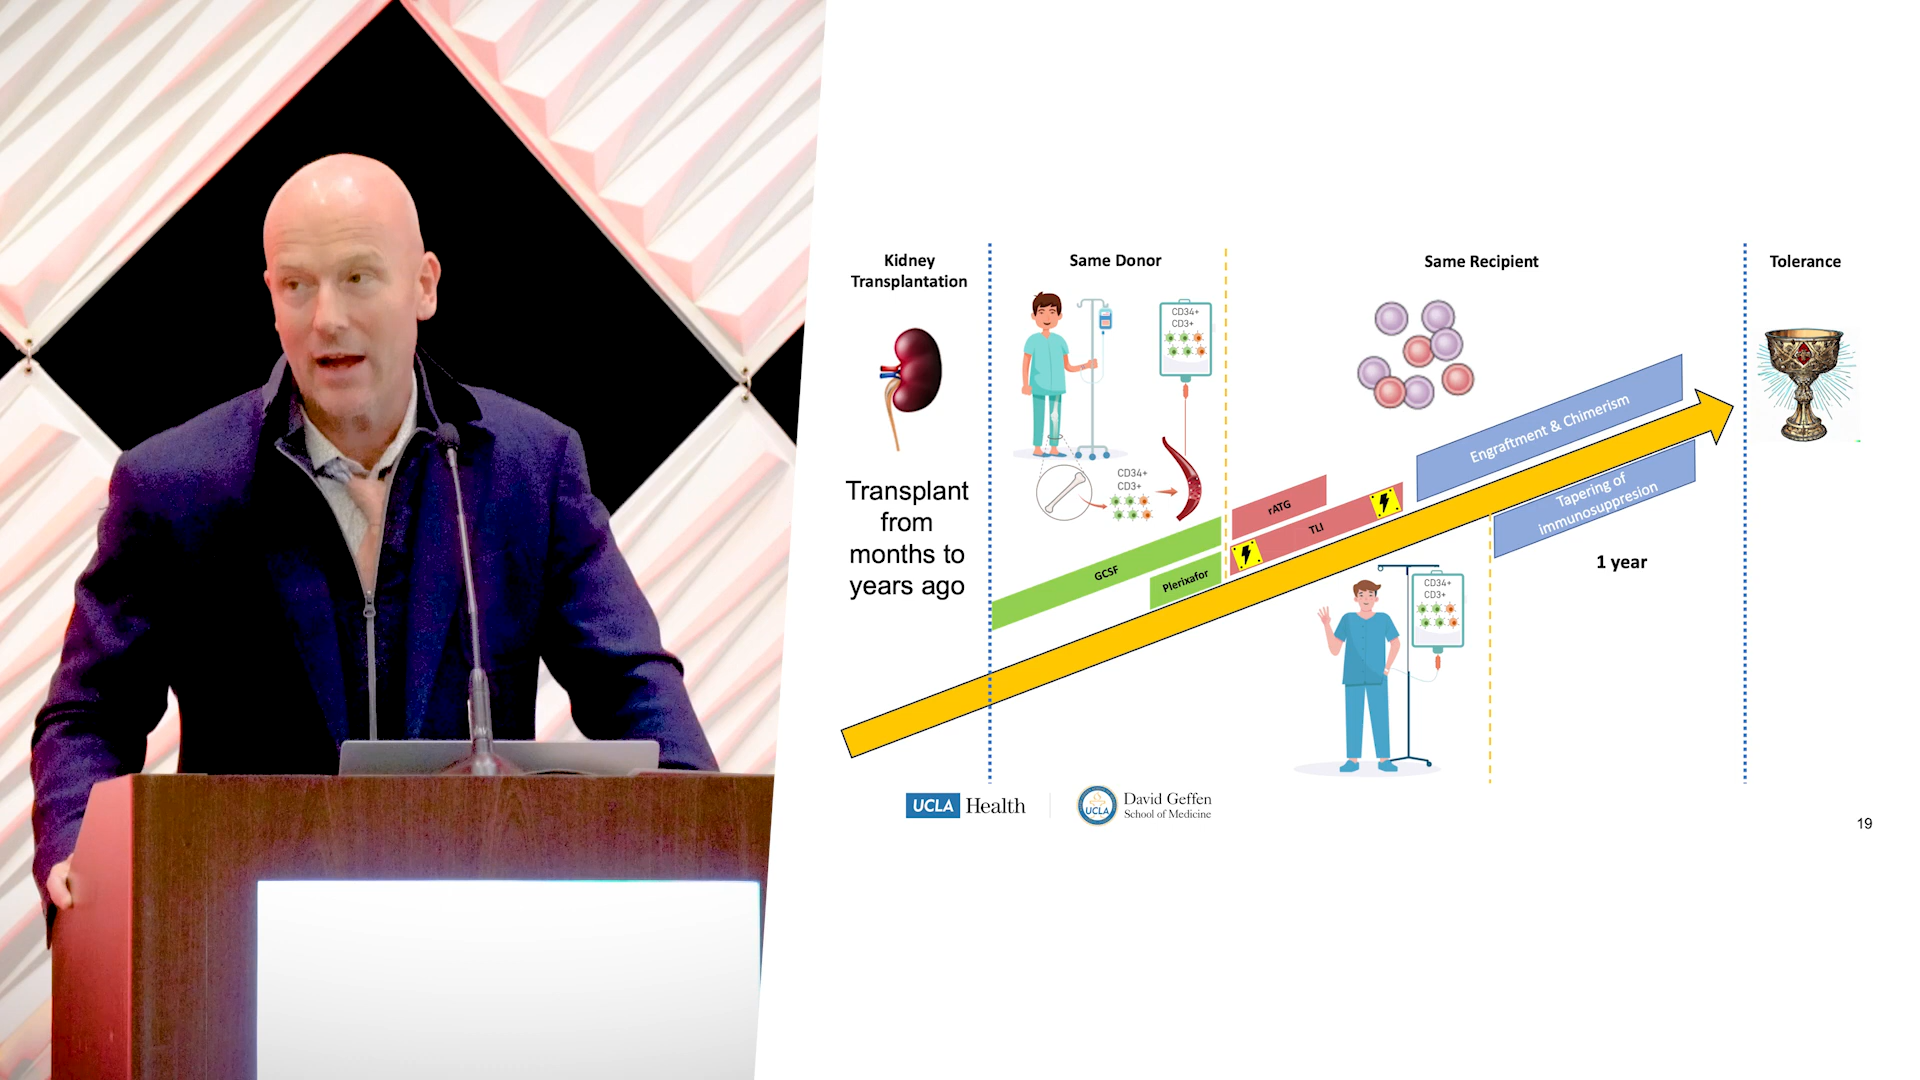 Kidney
Transplantation
Same Donor
Same Recipient
Tolerance
CD34+
CD3+
Transplant
from
months to
years ago
CD34+
CD3+
GCSF
Plerixafor
rATG
TLI
Engraftment & Chimerism
Tapering of
immunosuppresion
1 year
CD34+
CD3+
UCLA Health
UCLA
David Geffen
School of Medicine
19